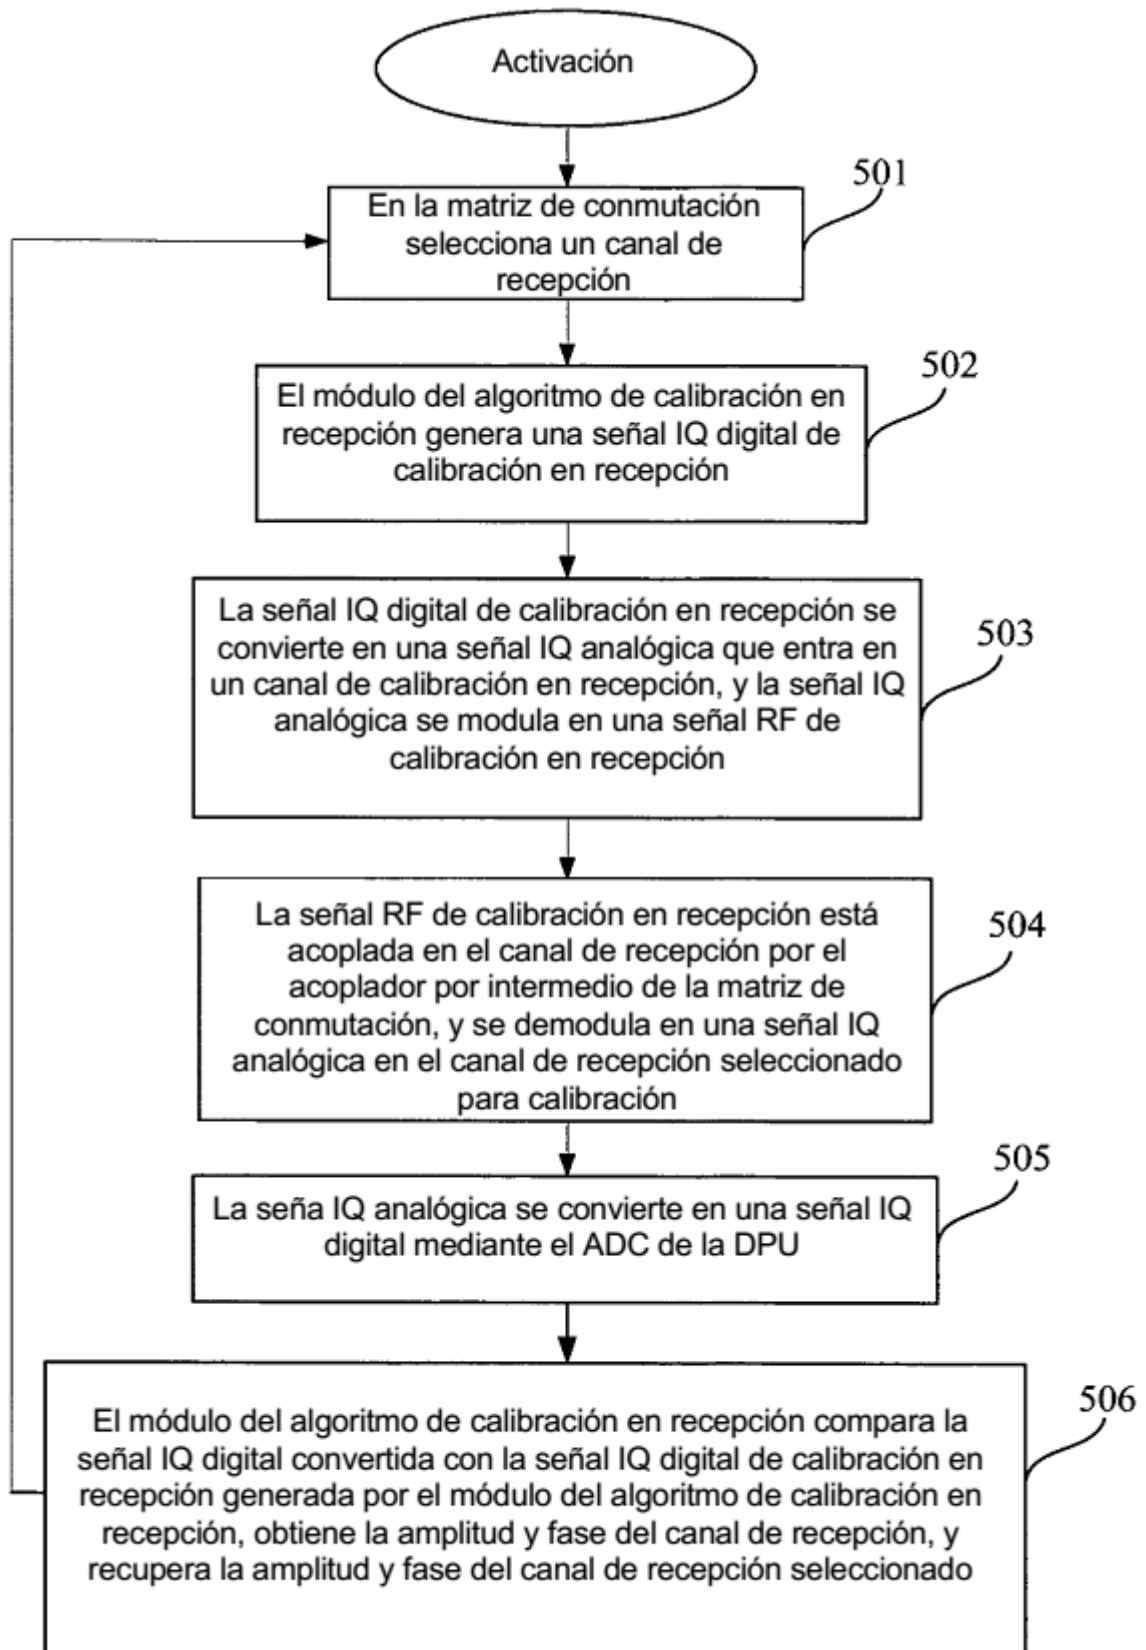 Activación
501
En la matriz de conmutación
selecciona un canal de
recepción
502
El módulo del algoritmo de calibración en
recepción genera una señal IQ digital de
calibración en recepción
503
La señal IQ digital de calibración en recepción se
convierte en una señal IQ analógica que entra en
un canal de calibración en recepción, y la señal IQ
analógica se modula en una señal RF de
calibración en recepción
504
La señal RF de calibración en recepción está
acoplada en el canal de recepción por el
acoplador por intermedio de la matriz de
conmutación, y se demodula en una señal IQ
analógica en el canal de recepción seleccionado
para calibración
505
La seña IQ analógica se convierte en una señal IQ
digital mediante el ADC de la DPU
506
El módulo del algoritmo de calibración en recepción compara la
señal IQ digital convertida con la señal IQ digital de calibración en
recepción generada por el módulo del algoritmo de calibración en
recepción, obtiene la amplitud y fase del canal de recepción, y
recupera la amplitud y fase del canal de recepción seleccionado